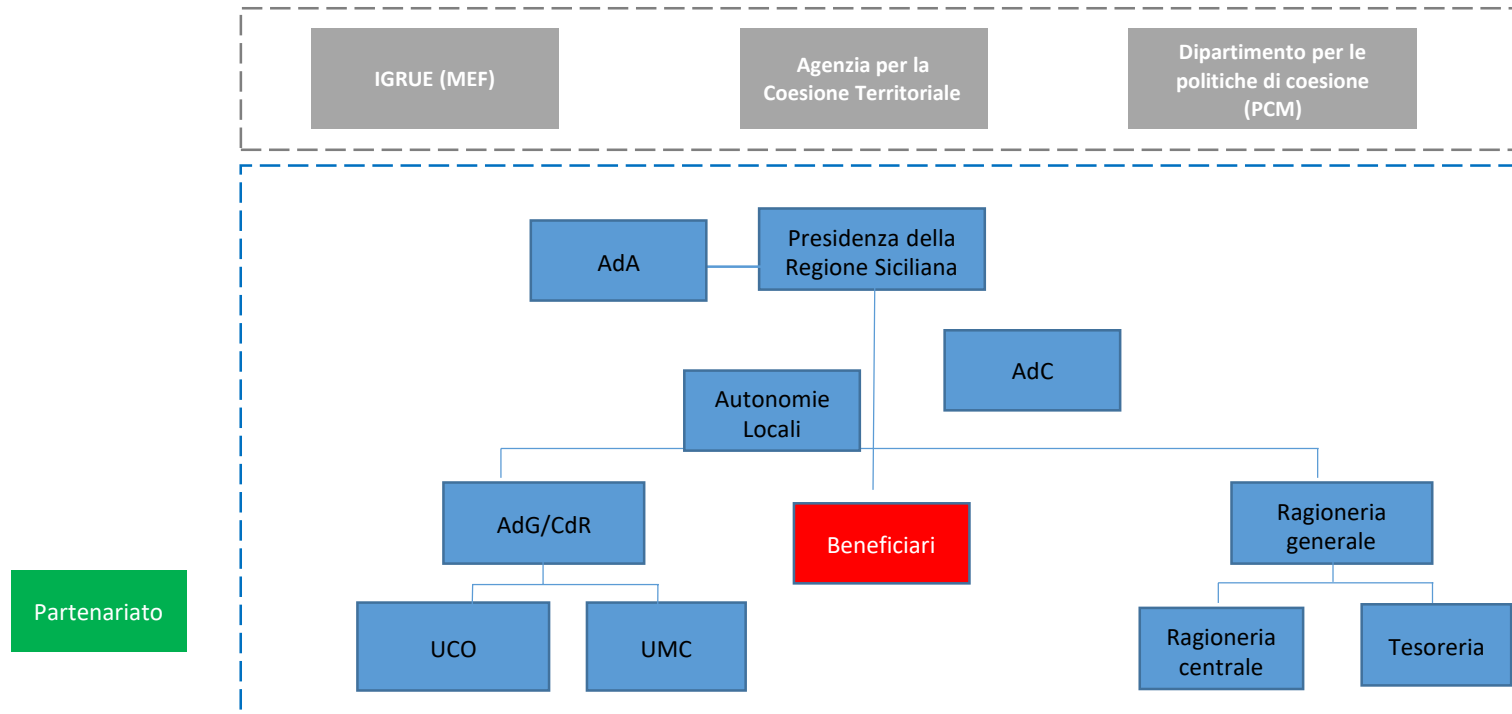 IGRUE (MEF)
Agenzia per la
Coesione Territoriale
Dipartimento per le
politiche di coesione
(PCM)
AdA
Presidenza della
Regione Siciliana
AdC
Autonomie
Locali
AdG/CdR
Beneficiari
Ragioneria
generale
Partenariato
UCO
UMC
Ragioneria
centrale
Tesoreria